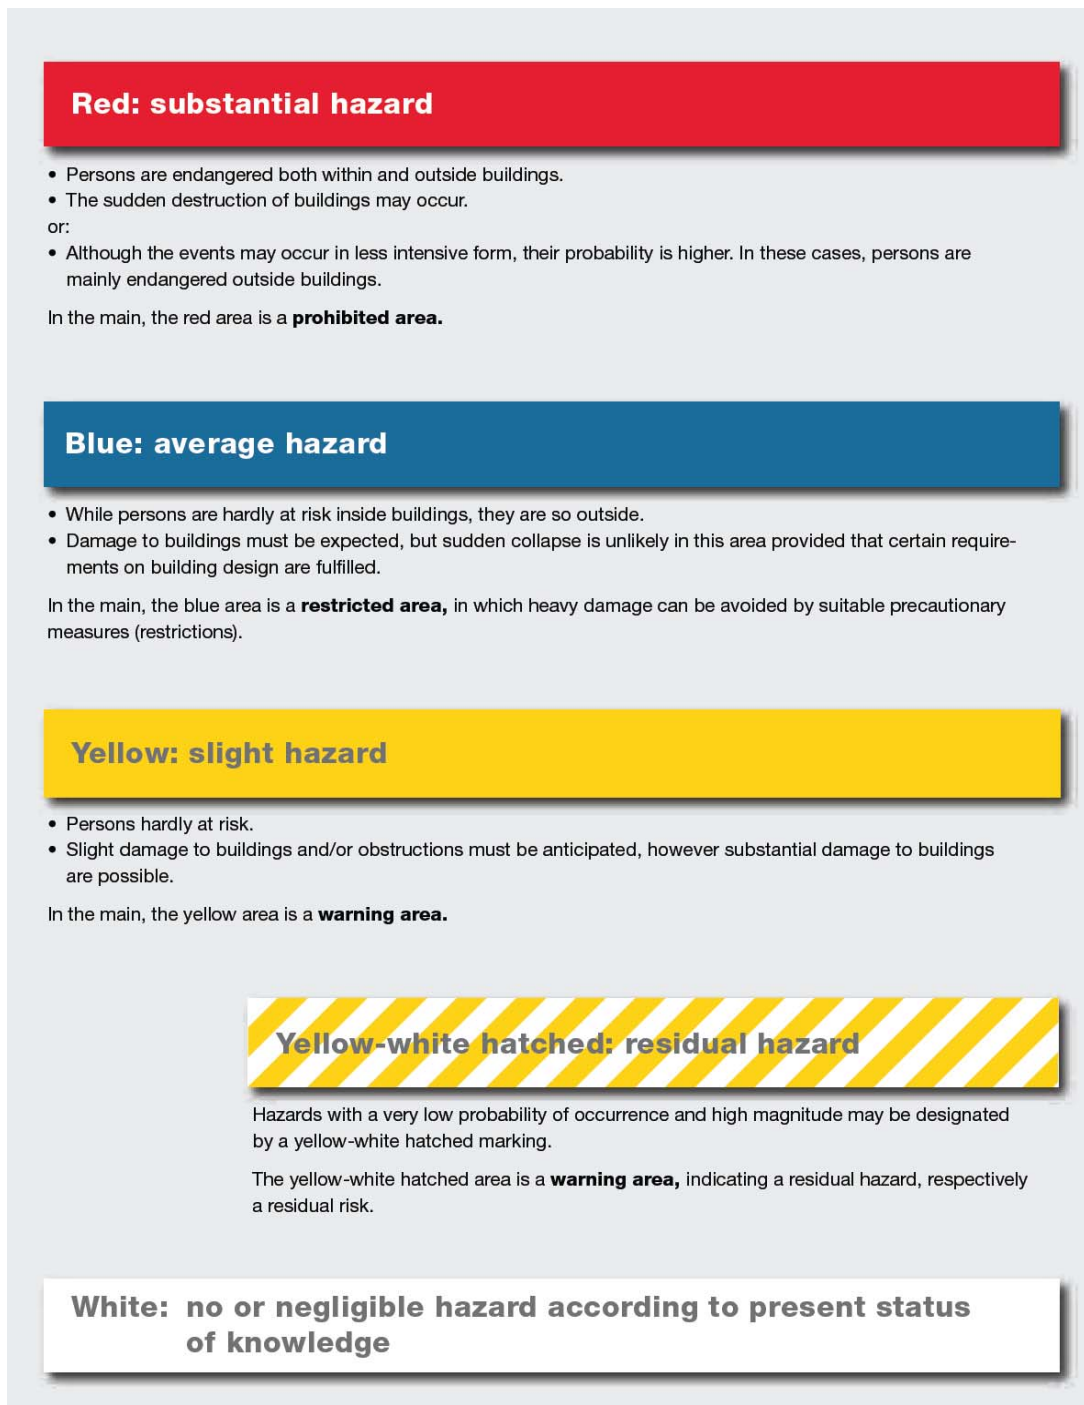 Red: substantial hazard
• Persons are endangered both within and outside buildings.
• The sudden destruction of buildings may occur.
or:
• Although the events may occur in less intensive form, their probability is higher. In these cases, persons are
mainly endangered outside buildings.
In the main, the red area is a prohibited area.
Blue: average hazard
• While persons are hardly at risk inside buildings, they are so outside.
• Damage to buildings must be expected, but sudden collapse is unlikely in this area provided that certain require-
ments on building design are fulfilled.
In the main, the blue area is a restricted area, in which heavy damage can be avoided by suitable precautionary
measures (restrictions).
Yellow: slight hazard
• Persons hardly at risk.
• Slight damage to buildings and/or obstructions must be anticipated, however substantial damage to buildings
are possible.
In the main, the yellow area is a warning area.
Yellow-white hatched: residual hazard
Hazards with a very low probability of occurrence and high magnitude may be designated
by a yellow-white hatched marking.
The yellow-white hatched area is a warning area, indicating a residual hazard, respectively
a residual risk.
White: no or negligible hazard according to present status
of knowledge